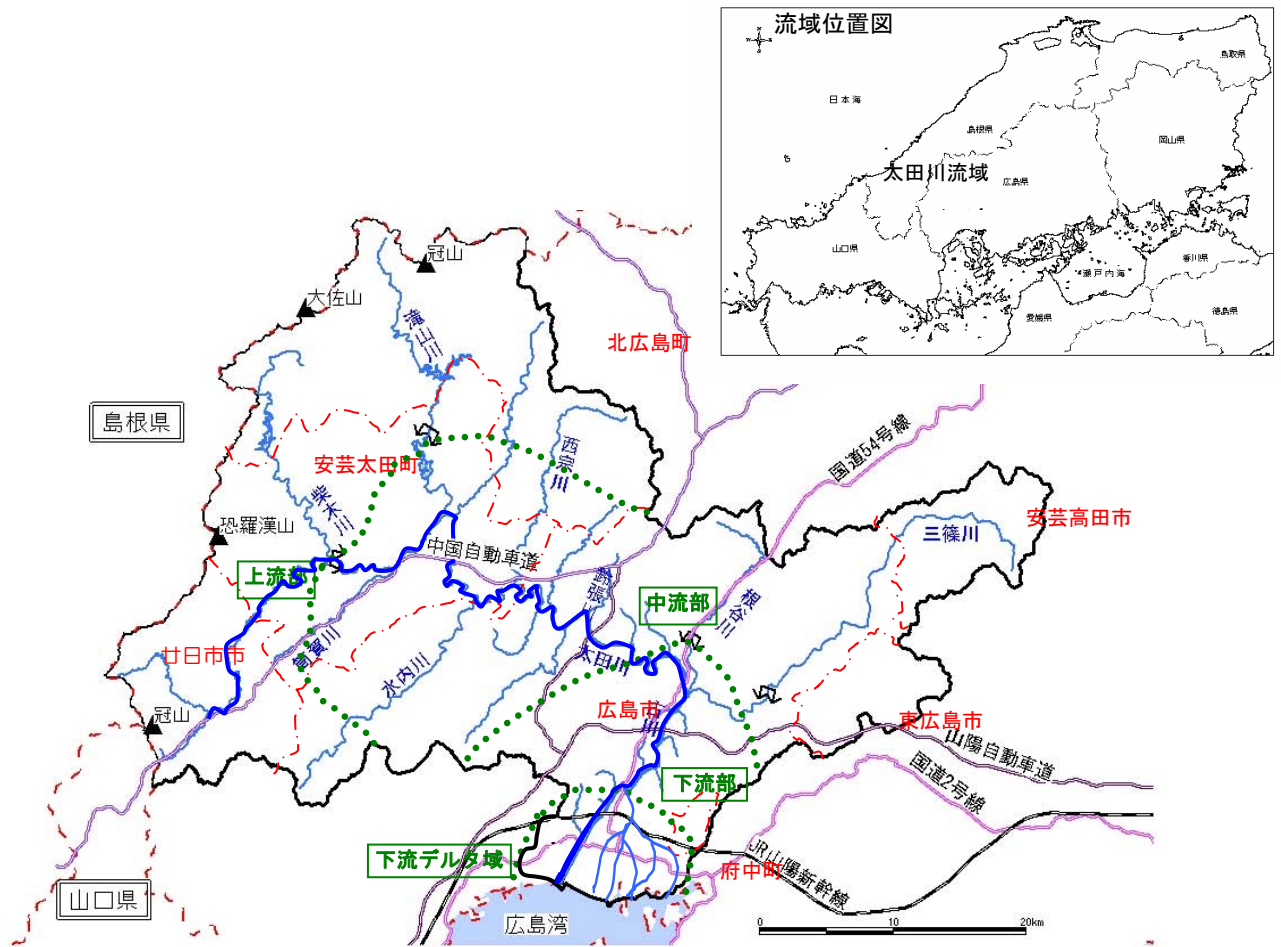 流域位置図
日本海
鳥取県
島根県
岡山県
太田川流域
広島県
山口県
瀬戸内海
香川県
愛媛県
徳島県
冠山
大佐山
滝山川
北広島町
島根県
国道54号線
西宗川
安芸太田町
柴木川
安芸高田市
恐羅漢山
三篠川
中国自動車道
上流部
鈴張川
中流部
根谷川
筒賀川
太田川
廿日市市
水内川
冠山
広島市
古川
東広島市
山陽自動車道
国道2号線
下流部
下流デルタ域
JR山陽新幹線
府中町
山口県
広島湾
0 10 20km